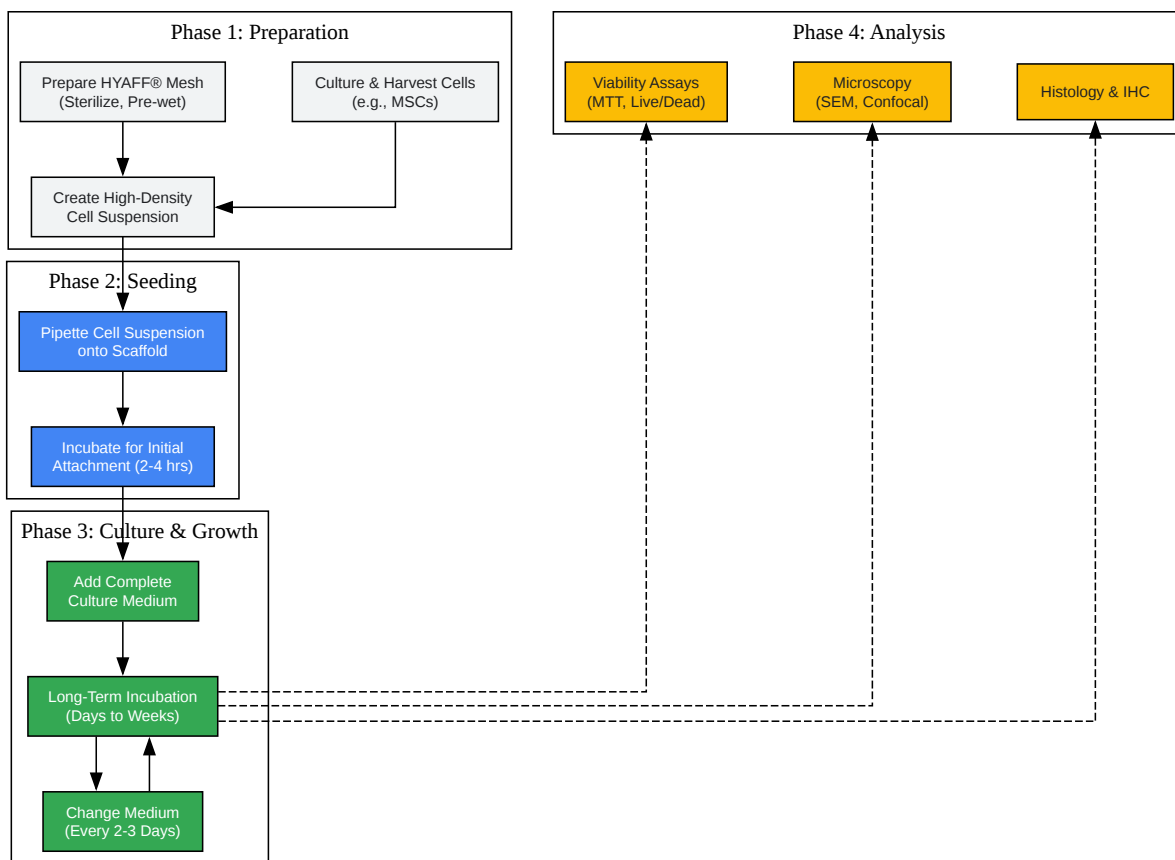 Phase 1: Preparation
Prepare HYAFF® Mesh
(Sterilize, Pre-wet)
Culture & Harvest Cells
(e.g., MSCs)
Create High-Density
Cell Suspension
Phase 2: Seeding
Pipette Cell Suspension
onto Scaffold
Incubate for Initial
Attachment (2-4 hrs)
Phase 3: Culture & Growth
Add Complete
Culture Medium
Long-Term Incubation
(Days to Weeks)
Change Medium
(Every 2-3 Days)
Phase 4: Analysis
Viability Assays
(MTT, Live/Dead)
Microscopy
(SEM, Confocal)
Histology & IHC